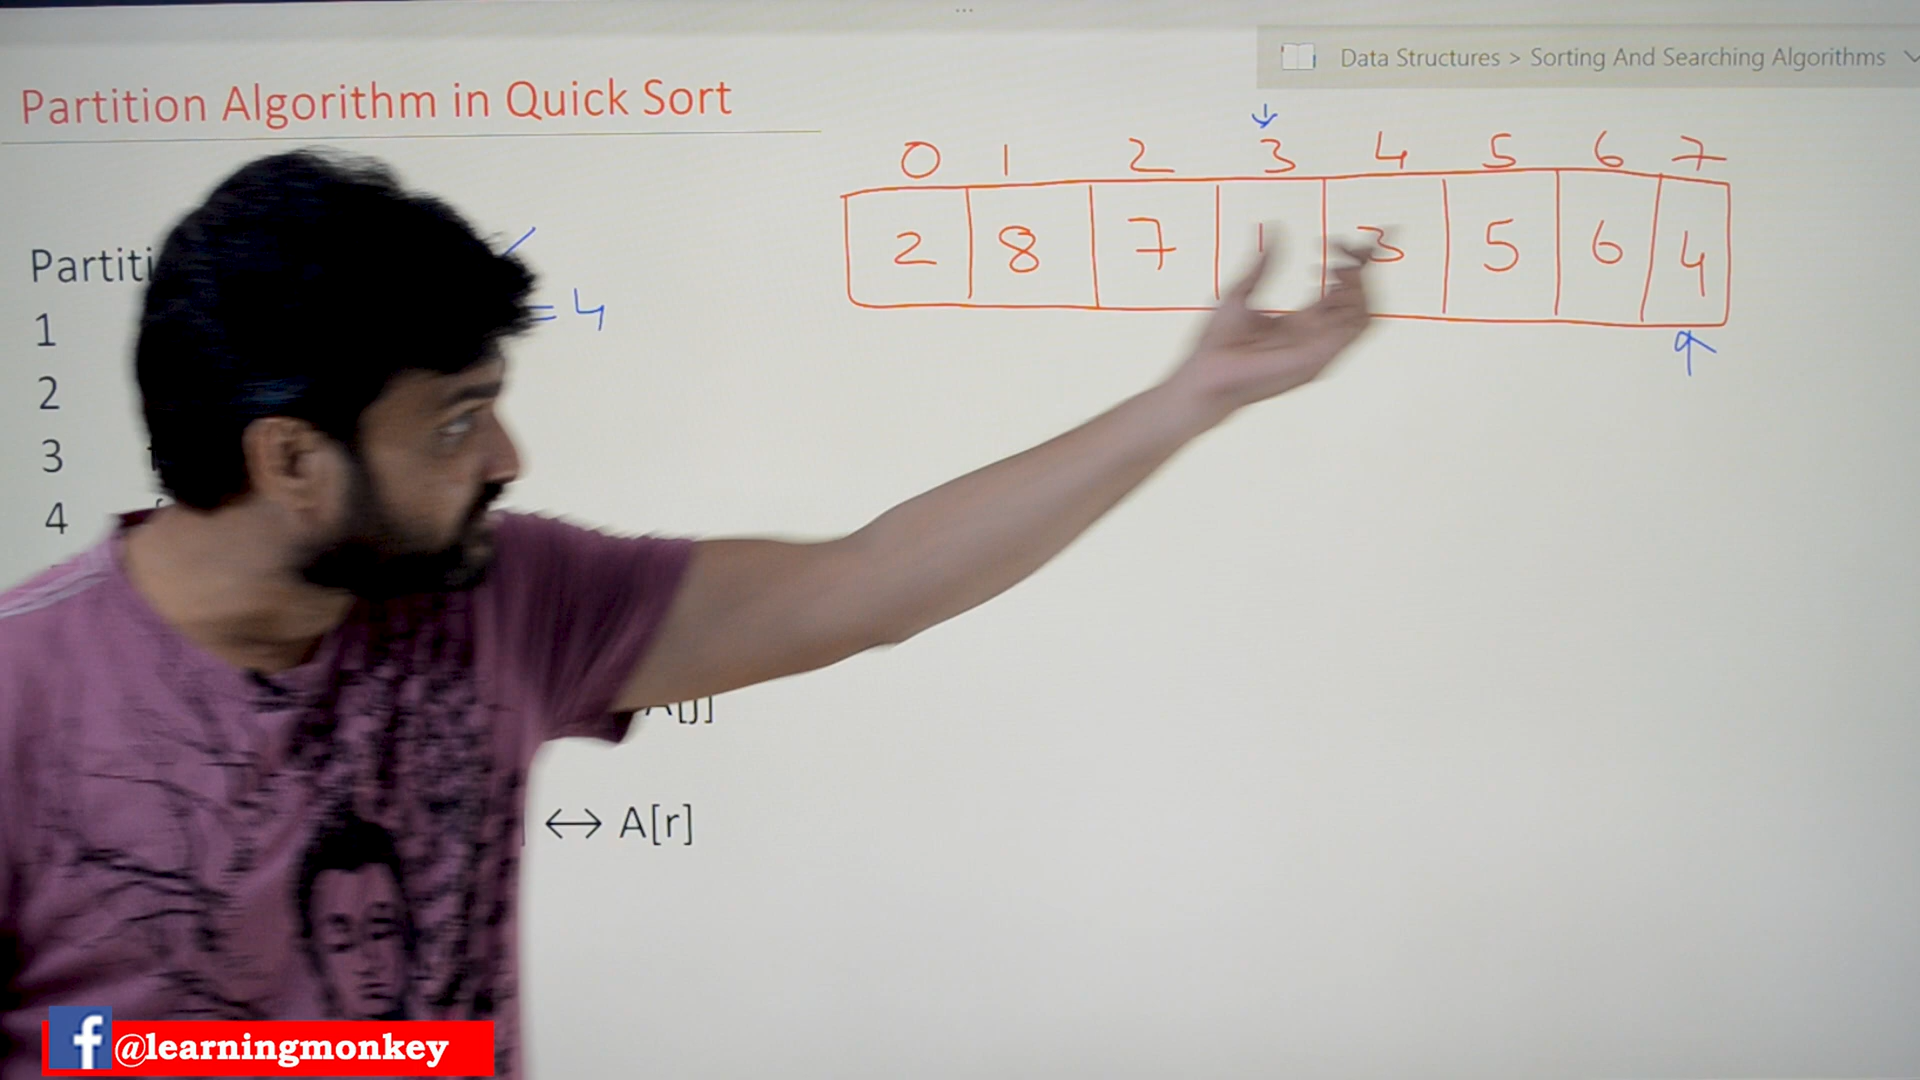 Data Structures > Sorting And Searching Algorithms
Partition Algorithm in Quick Sort
0 1 2 3 4 5 6 7
2 8 7 1 3 5 6 4
Partiti
= 4
1
2
3
4
A[j]
↔ A[r]
@learningmonkey